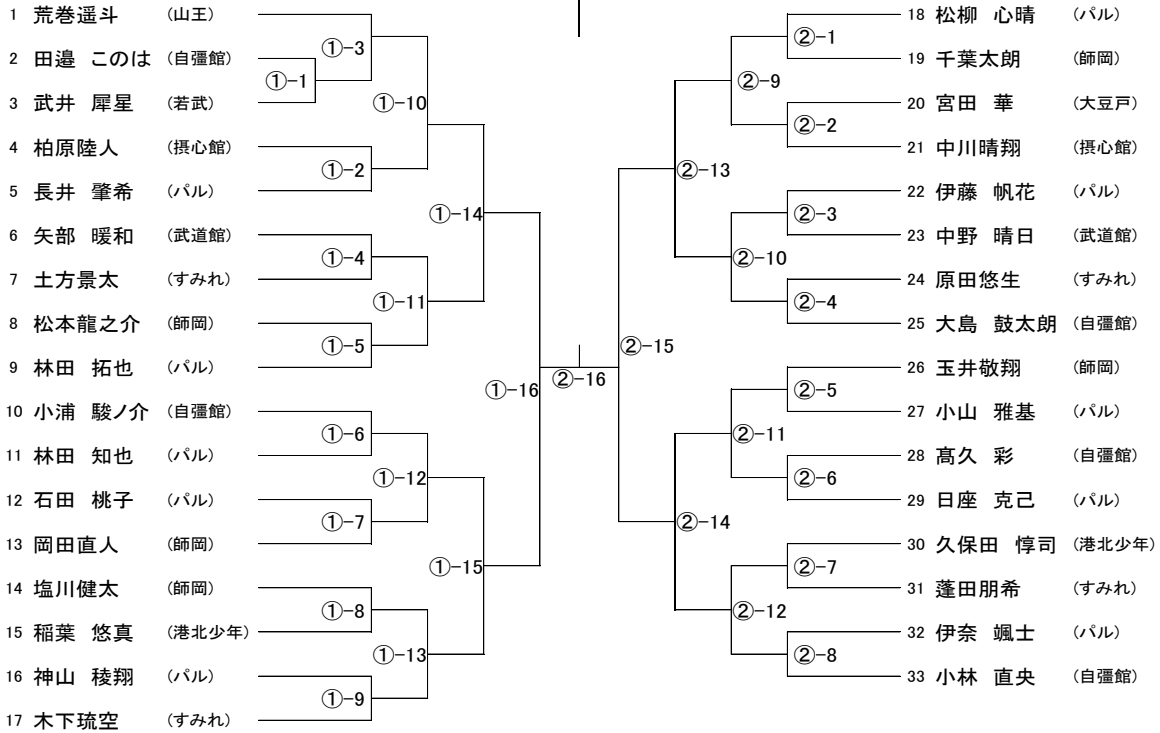 1 荒巻遥斗 (山王)
2 田邉 このは (自彊館)
3 武井 犀星 (若武)
4 柏原陸人 (摂心館)
5 長井 肇希 (パル)
6 矢部 暖和 (武道館)
7 土方景太 (すみれ)
8 松本龍之介 (師岡)
9 林田 拓也 (パル)
10 小浦 駿ノ介 (自彊館)
11 林田 知也 (パル)
12 石田 桃子 (パル)
13 岡田直人 (師岡)
14 塩川健太 (師岡)
15 稲葉 悠真 (港北少年)
16 神山 稜翔 (パル)
17 木下琉空 (すみれ)
①-3
①-1
①-10
①-2
①-14
①-4
①-11
①-5
①-16
①-6
①-12
①-7
①-15
①-8
①-13
①-9
②-16
②-1
②-9
②-2
②-13
②-3
②-10
②-4
②-15
②-5
②-11
②-6
②-14
②-7
②-12
②-8
18 松柳 心晴 (パル)
19 千葉太朗 (師岡)
20 宮田 華 (大豆戸)
21 中川晴翔 (摂心館)
22 伊藤 帆花 (パル)
23 中野 晴日 (武道館)
24 原田悠生 (すみれ)
25 大島 鼓太朗 (自彊館)
26 玉井敬翔 (師岡)
27 小山 雅基 (パル)
28 髙久 彩 (自彊館)
29 日座 克己 (パル)
30 久保田 惇司 (港北少年)
31 蓬田朋希 (すみれ)
32 伊奈 颯士 (パル)
33 小林 直央 (自彊館)